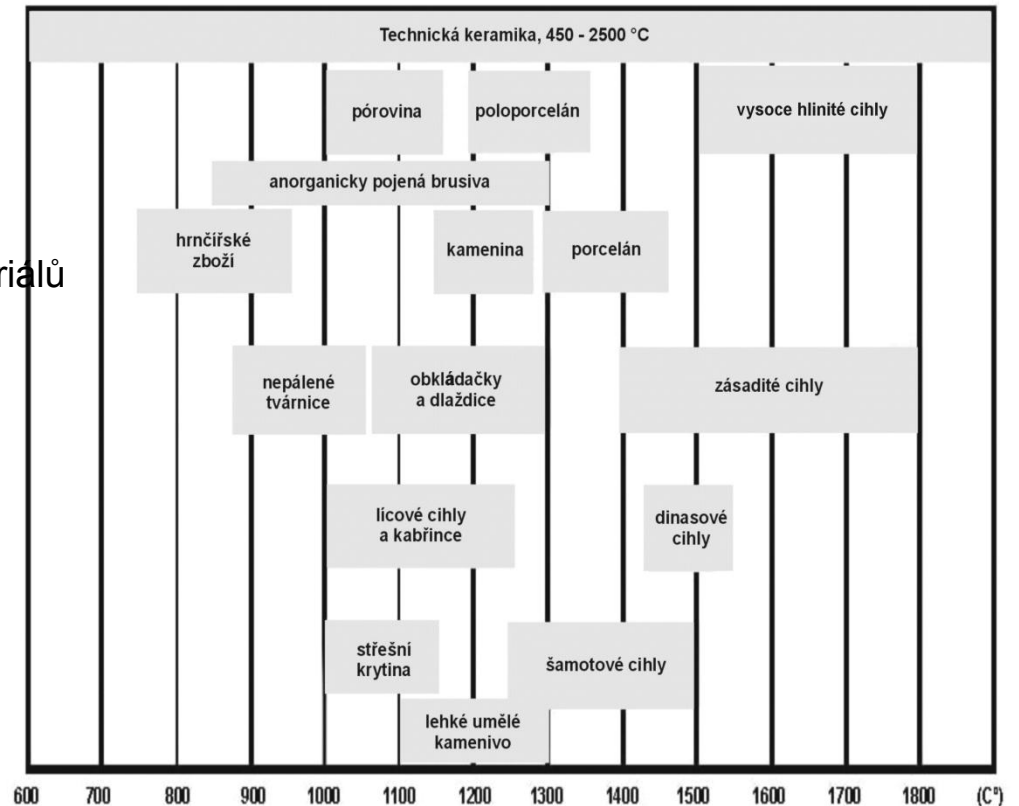 Technická keramika, 450 - 2500 °C
pórovina
poloporcelán
vysoce hlinité cihly
anorganicky pojená brusiva
hrnčířské
zboží
kamenina
porcelán
riálů
nepálené
tvárnice
obkládačky
a dlaždice
zásadité cihly
lícové cihly
a kabřince
dinasové
cihly
střešní
krytina
šamotové cihly
lehké umělé
kamenivo
600 700 800 900 1000 1100 1200 1300 1400 1500 1600 1700 1800 (C°)